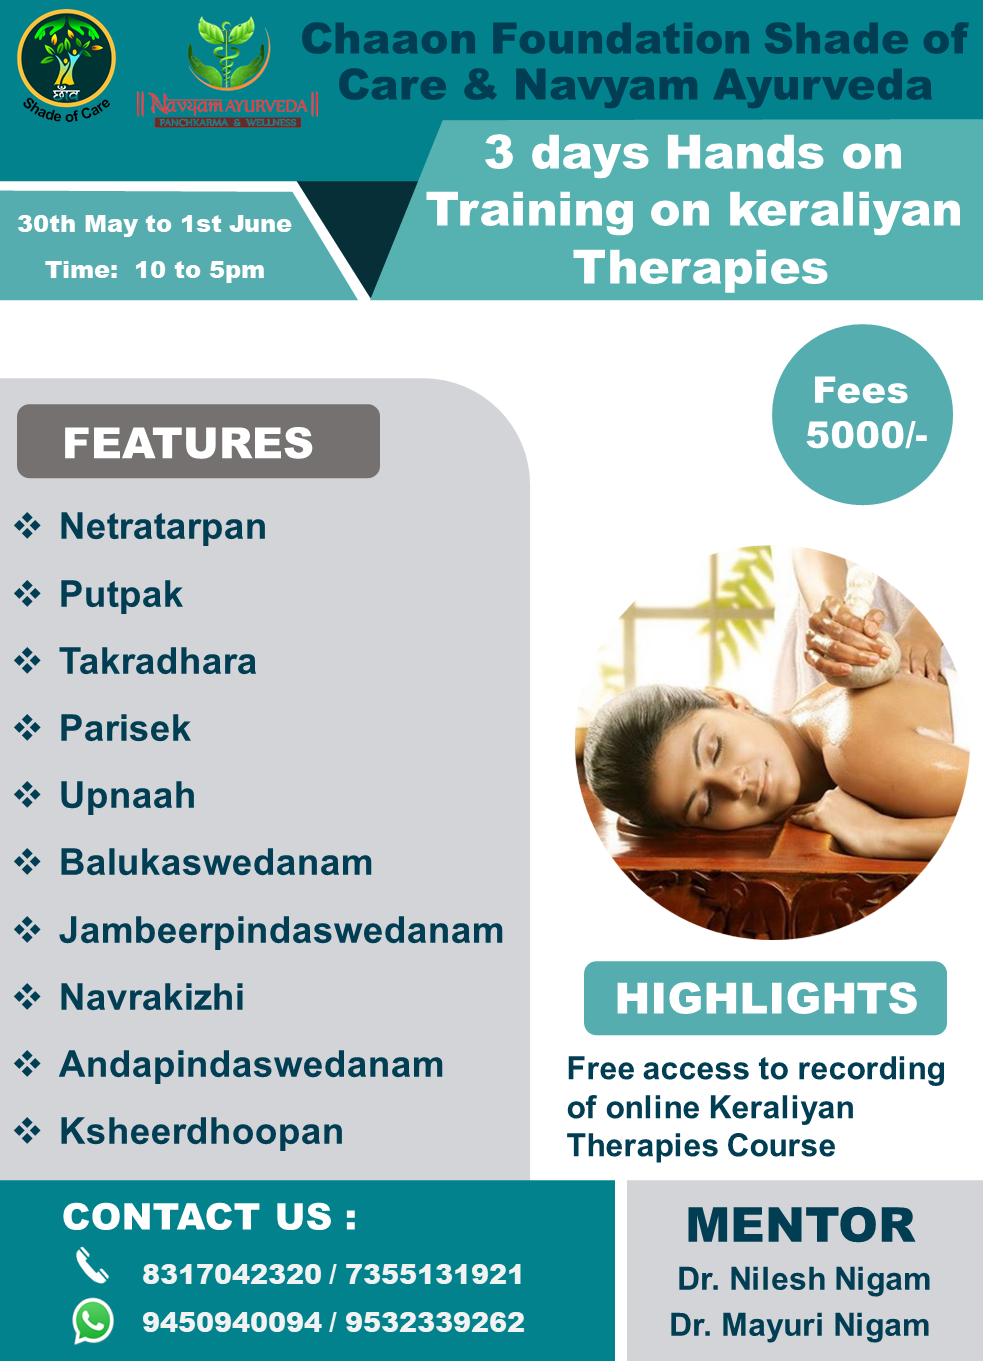 छाँव
Shade of Care
Navyam AYURVEDA
PANCHKARMA & WELLNESS
Chaaon Foundation Shade of
Care & Navyam Ayurveda
3 days Hands on
Training on keraliyan
Therapies
30th May to 1st June
Time: 10 to 5pm
Fees
5000/-
FEATURES
❖ Netratarpan
❖ Putpak
❖ Takradhara
❖ Parisek
❖ Upnaah
❖ Balukaswedanam
❖ Jambeerpindaswedanam
❖ Navrakizhi
❖ Andapindaswedanam
❖ Ksheerdhoopan
HIGHLIGHTS
Free access to recording
of online Keraliyan
Therapies Course
CONTACT US :
8317042320 / 7355131921
9450940094 / 9532339262
MENTOR
Dr. Nilesh Nigam
Dr. Mayuri Nigam